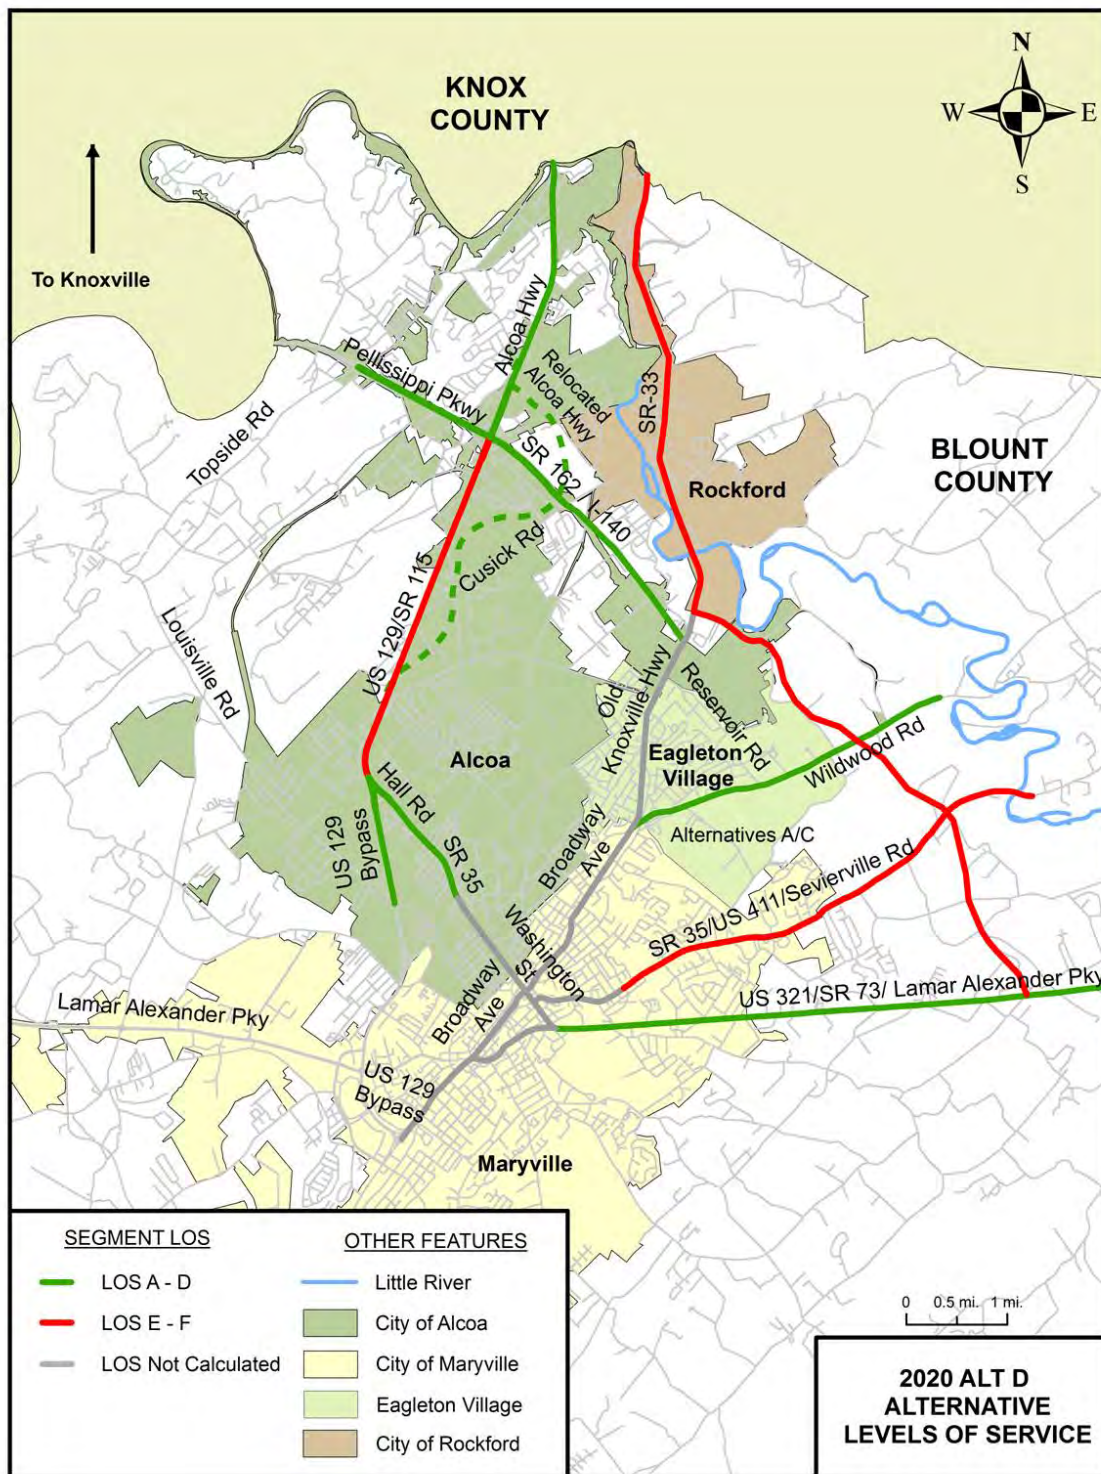 KNOX
COUNTY
N
W
E
S
To Knoxville
Alcoa Hwy
Relocated
Alcoa Hwy
Pellissippi Pkwy
SR-33
BLOUNT
COUNTY
Topside Rd
SR 162 / I-140
Rockford
Cusick Rd
US 129/SR 115
Louisville Rd
Old
Knoxville Hwy
Reservoir Rd
Alcoa
Eagleton
Village
Wildwood Rd
Hall Rd
US 129
Bypass
SR 35
Broadway
Ave
Alternatives A/C
SR 35/US 411/Sevierville Rd
Washington
St
Broadway
Ave
US 321/SR 73/ Lamar Alexander Pky
Lamar Alexander Pky
US 129
Bypass
Maryville
SEGMENT LOS
LOS A - D
LOS E - F
LOS Not Calculated
OTHER FEATURES
Little River
City of Alcoa
City of Maryville
Eagleton Village
City of Rockford
0 0.5 mi. 1 mi.
2020 ALT D
ALTERNATIVE
LEVELS OF SERVICE